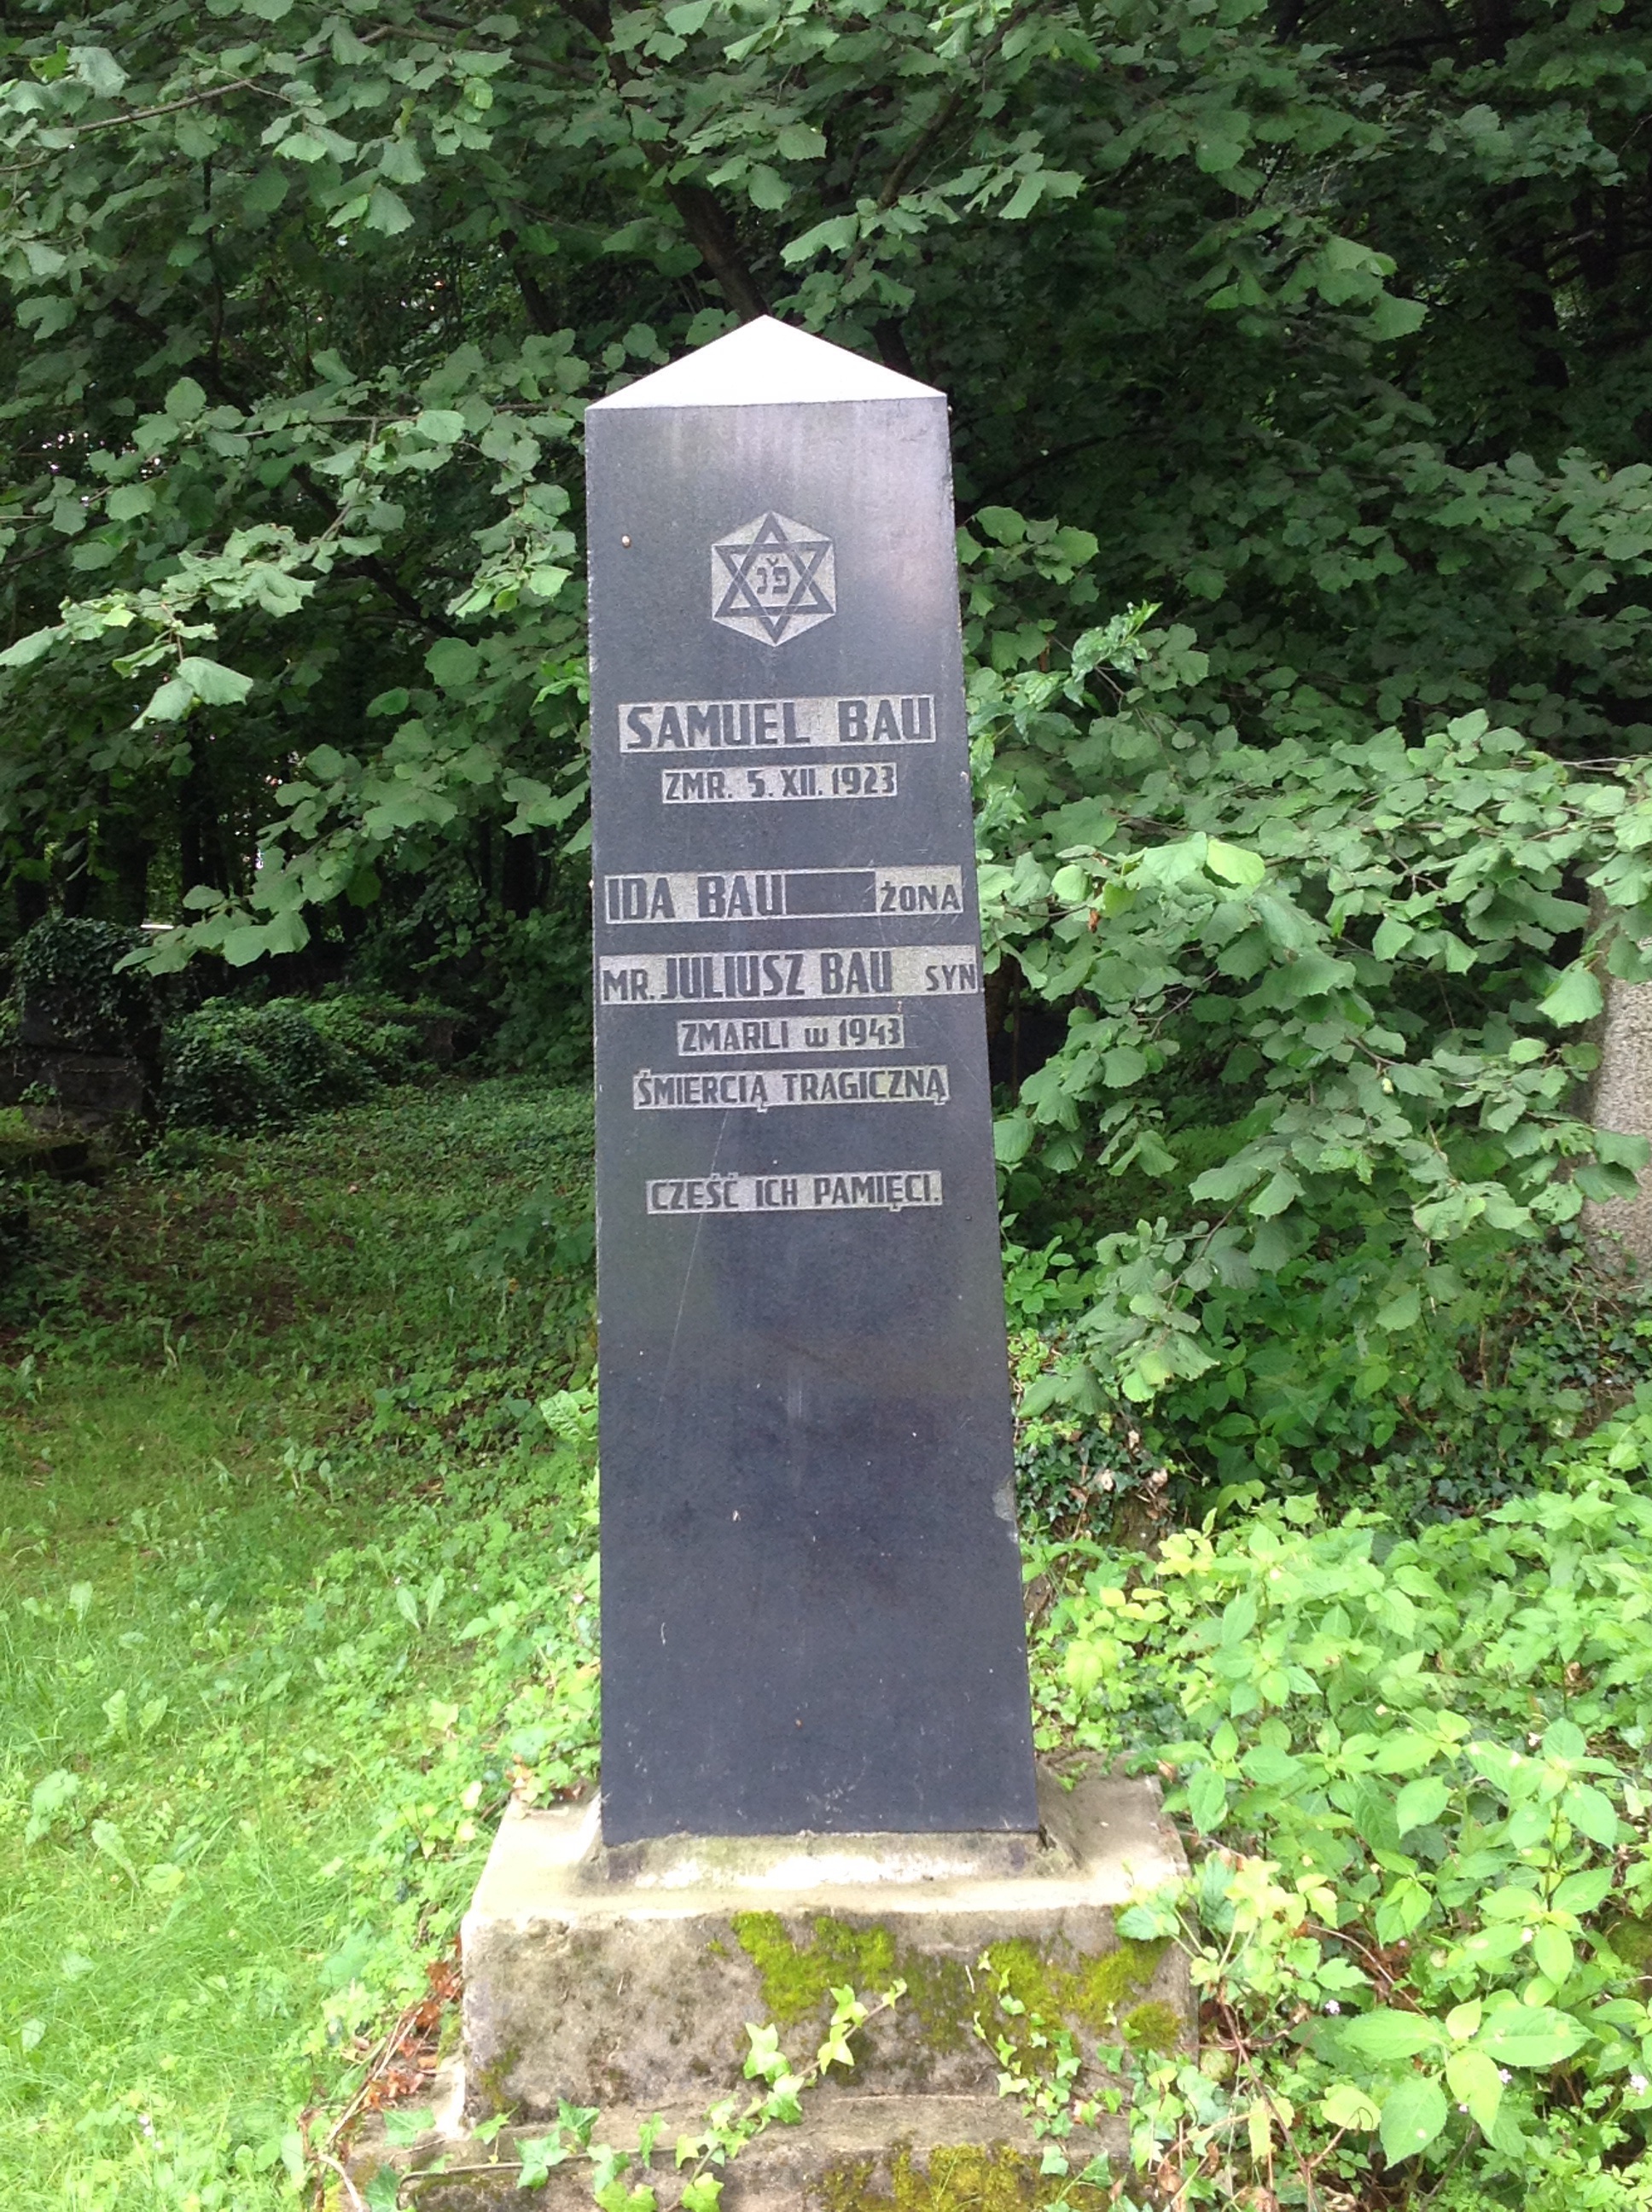 פ"נ
SAMUEL BAU
ZMR. 5. XII. 1923
IDA BAU ŻONA
MR. JULIUSZ BAU SYN
ZMARLI w 1943
ŚMIERCIĄ TRAGICZNĄ
CZEŚĆ ICH PAMIĘCI.